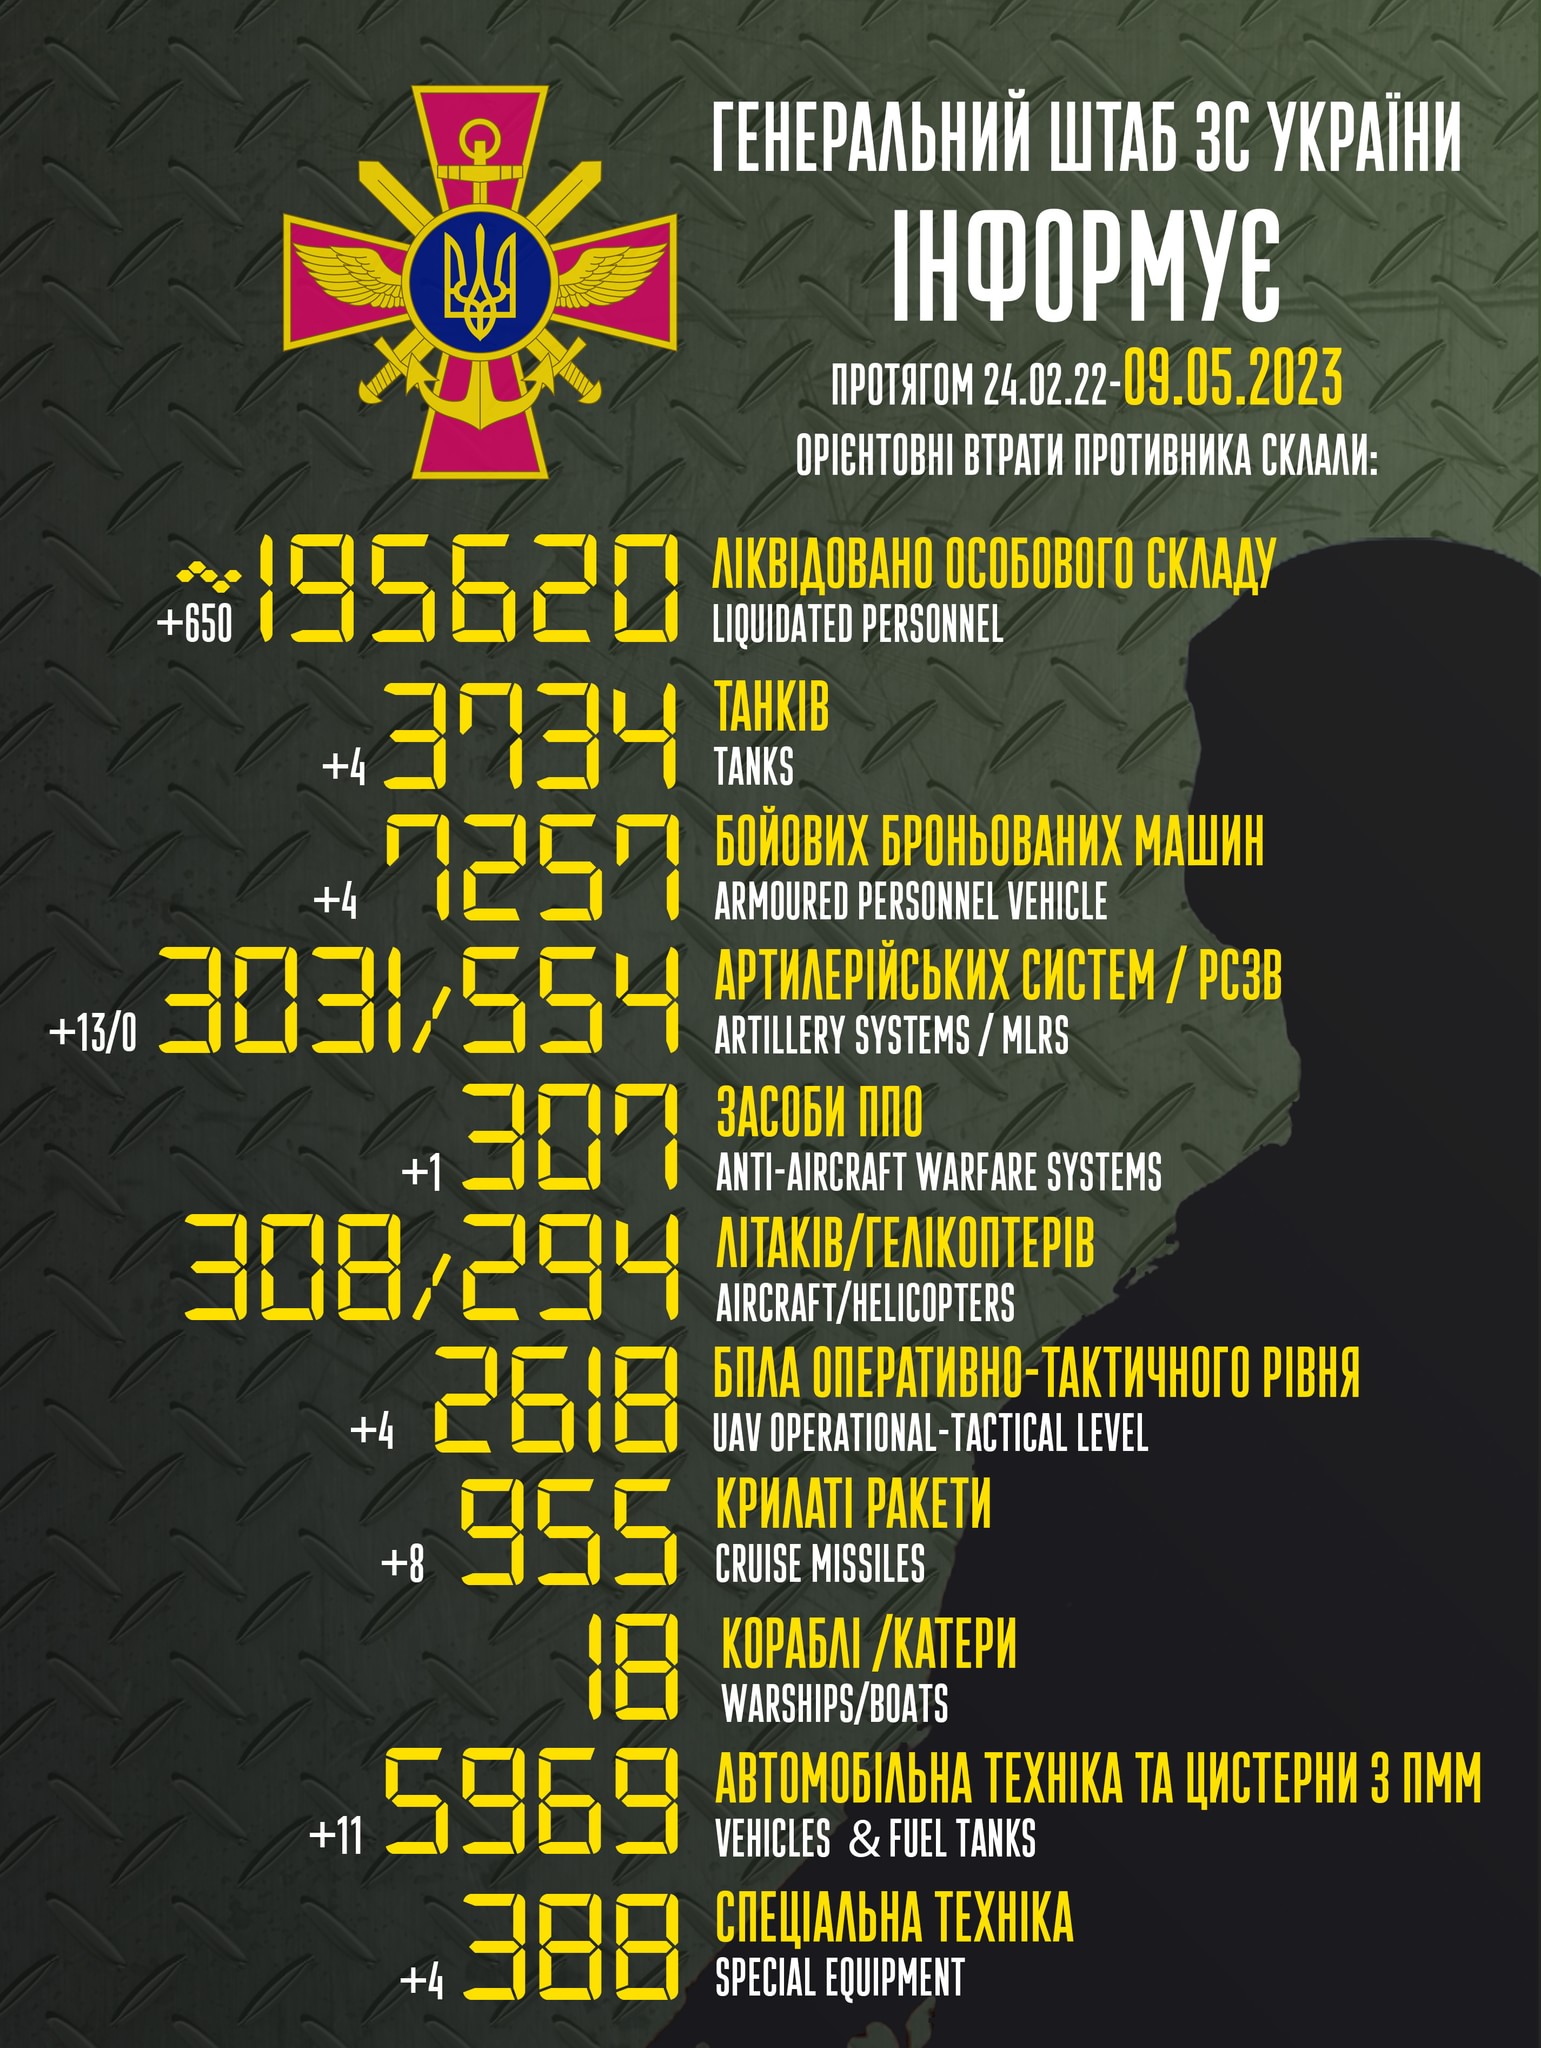 ГЕНЕРАЛЬНИЙ ШТАБ ЗС УКРАЇНИ
ІНФОРМУЄ
ПРОТЯГОМ 24.02.22-09.05.2023
ОРІЄНТОВНІ ВТРАТИ ПРОТИВНИКА СКЛАЛИ:
~195620 ЛІКВІДОВАНО ОСОБОВОГО СКЛАДУ
+650 LIQUIDATED PERSONNEL
3734 ТАНКІВ
+4 TANKS
7257 БОЙОВИХ БРОНЬОВАНИХ МАШИН
+4 ARMOURED PERSONNEL VEHICLE
3031/554 АРТИЛЕРІЙСЬКИХ СИСТЕМ / РСЗВ
+13/0 ARTILLERY SYSTEMS / MLRS
307 ЗАСОБИ ППО
+1 ANTI-AIRCRAFT WARFARE SYSTEMS
308/294 ЛІТАКІВ/ГЕЛІКОПТЕРІВ
AIRCRAFT/HELICOPTERS
2618 БПЛА ОПЕРАТИВНО-ТАКТИЧНОГО РІВНЯ
+4 UAV OPERATIONAL-TACTICAL LEVEL
955 КРИЛАТІ РАКЕТИ
+8 CRUISE MISSILES
18 КОРАБЛІ /КАТЕРИ
WARSHIPS/BOATS
5969 АВТОМОБІЛЬНА ТЕХНІКА ТА ЦИСТЕРНИ З ПММ
+11 VEHICLES & FUEL TANKS
388 СПЕЦІАЛЬНА ТЕХНІКА
+4 SPECIAL EQUIPMENT